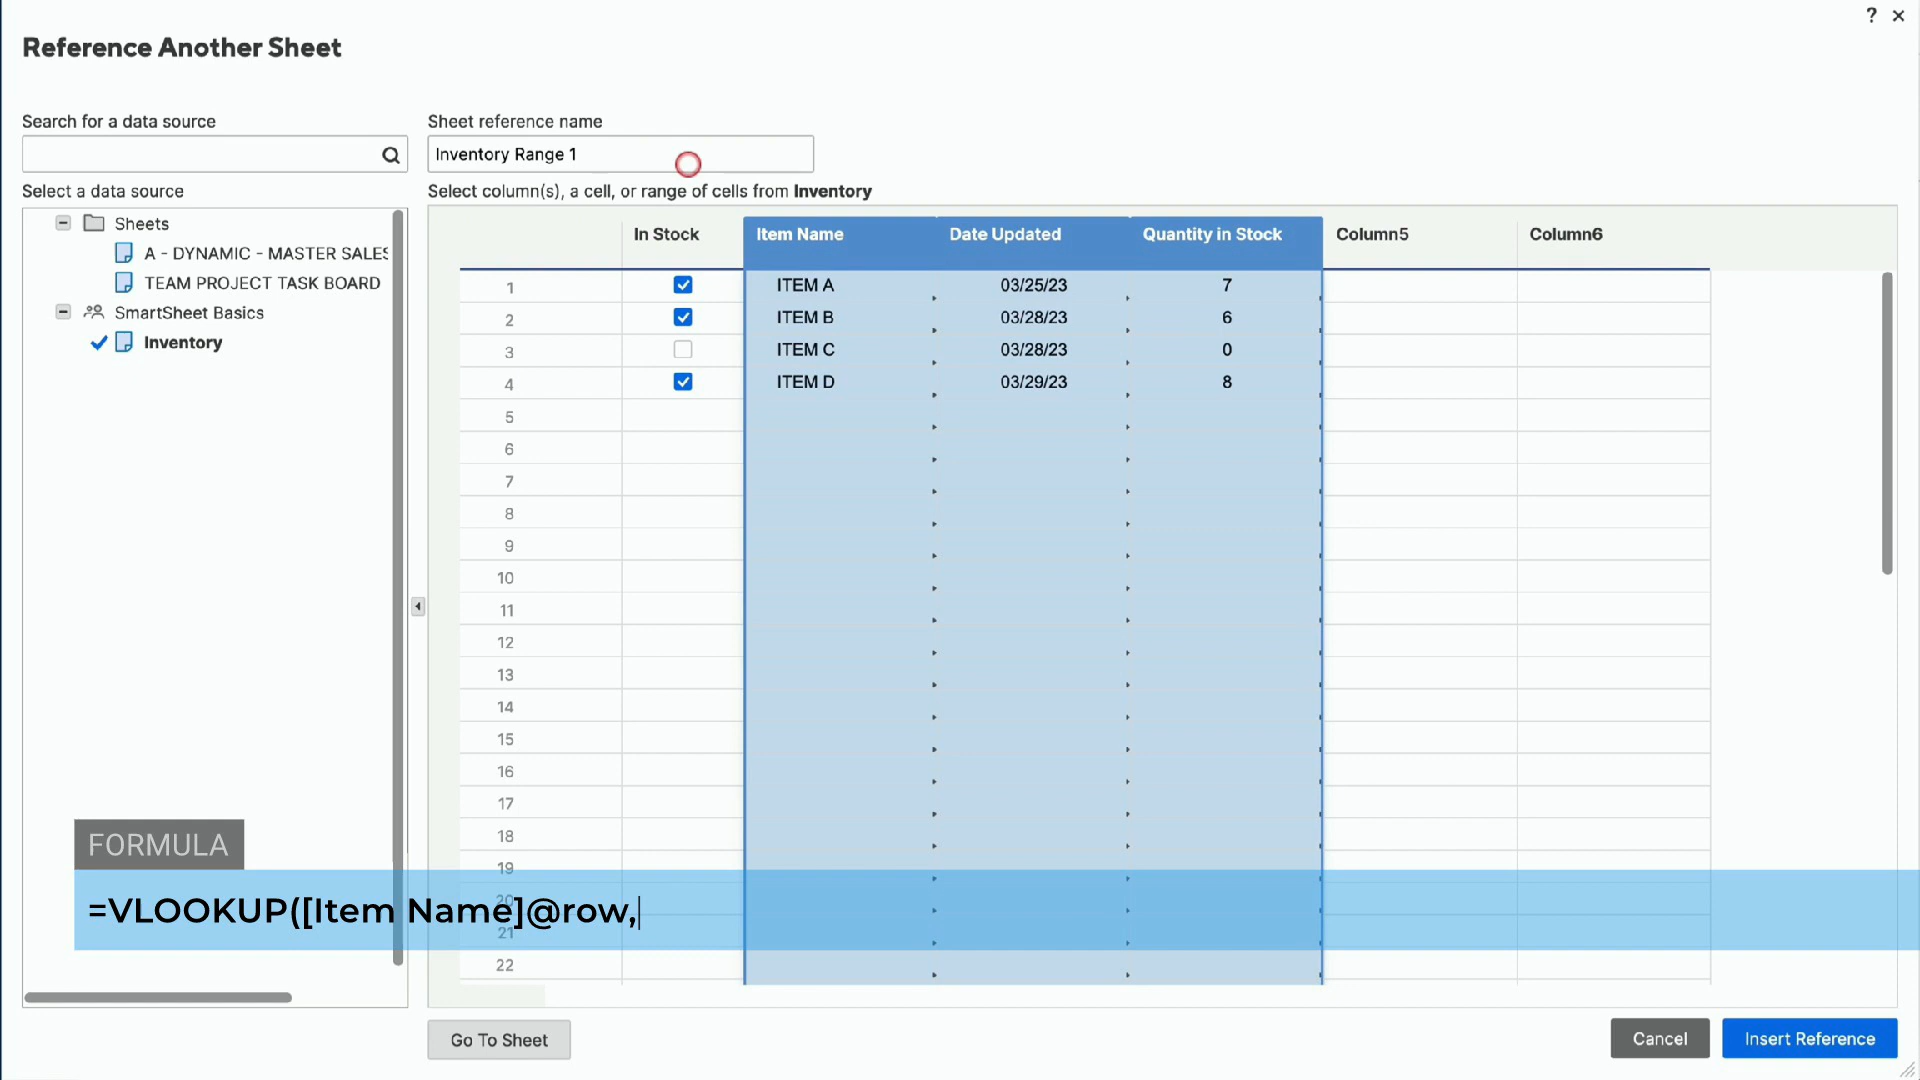 ? ×
Reference Another Sheet
Search for a data source
Sheet reference name
Inventory Range 1
Select a data source
Select column(s), a cell, or range of cells from Inventory
Sheets
A - DYNAMIC - MASTER SALES
TEAM PROJECT TASK BOARD
SmartSheet Basics
Inventory
In Stock Item Name Date Updated Quantity in Stock Column5 Column6
1 ITEM A 03/25/23 7
2 ITEM B 03/28/23 6
3 ITEM C 03/28/23 0
4 ITEM D 03/29/23 8
5
6
7
8
9
10
11
12
13
14
15
16
17
18
19
20
21
22
FORMULA
=VLOOKUP([Item Name]@row,
Go To Sheet
Cancel
Insert Reference